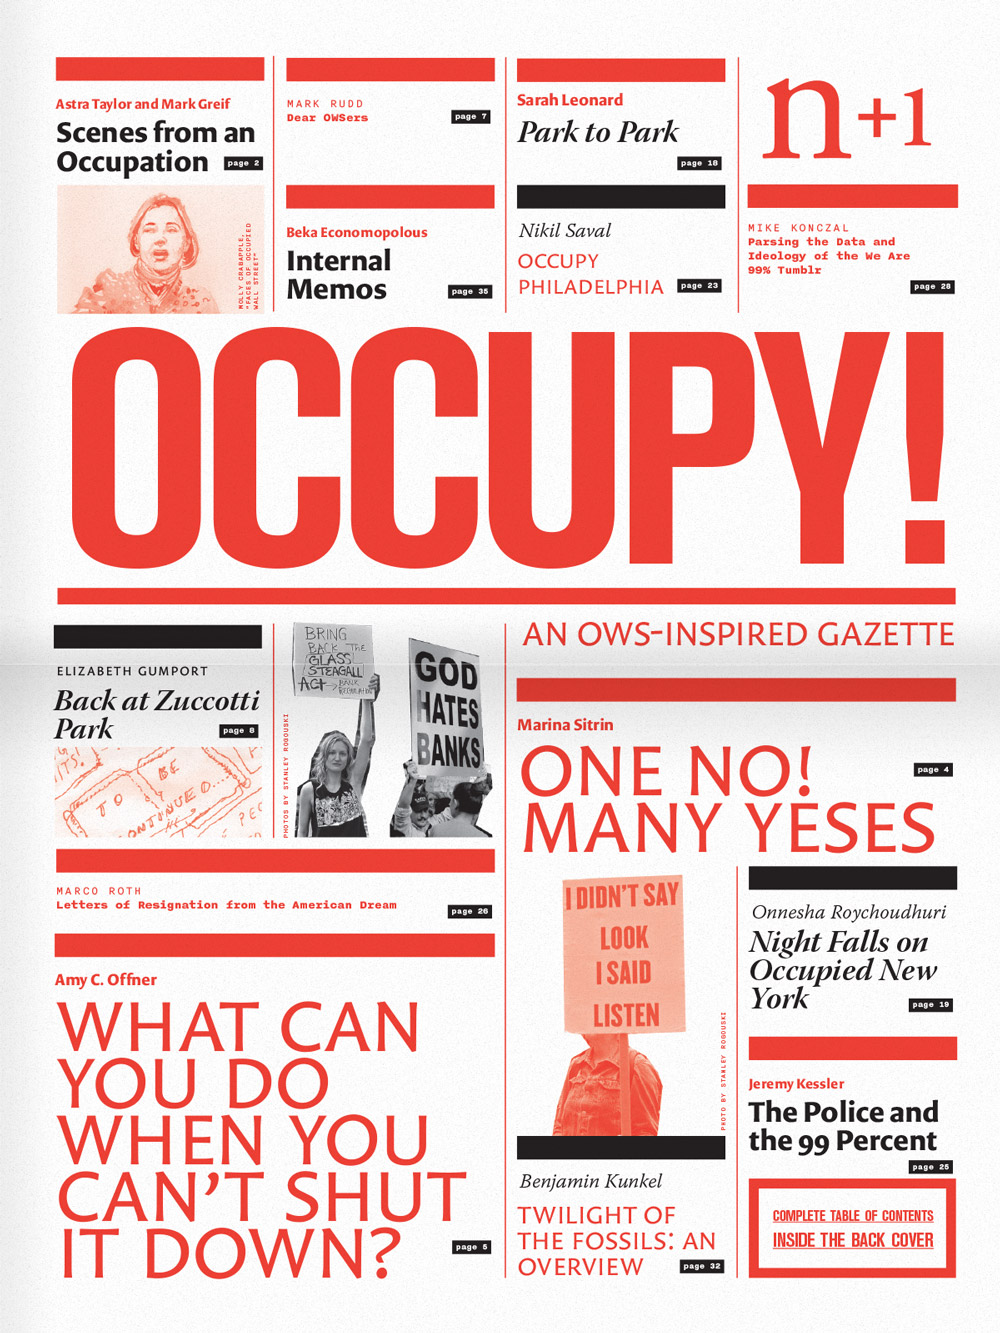 Astra Taylor and Mark Greif
Scenes from an
Occupation page 2
MOLLY CRABAPPLE,
"FACES OF OCCUPIED
WALL STREET"
MARK RUDD
Dear OWSers
page 7
Beka Economopolous
Internal
Memos page 35
Sarah Leonard
Park to Park
page 18
Nikil Saval
OCCUPY
PHILADELPHIA page 23
n+1
MIKE KONCZAL
Parsing the Data and
Ideology of the We Are
99% Tumblr
page 28
OCCUPY!
AN OWS-INSPIRED GAZETTE
ELIZABETH GUMPORT
Back at Zuccotti
Park page 8
TO
BE
CONTINUED...
PHOTOS BY STANLEY ROGOUSKI
BRING
BACK THE
GLASS
STEAGALL
ACT
GOD
HATES
BANKS
Marina Sitrin
ONE NO!
page 4
MANY YESES
MARCO ROTH
Letters of Resignation from the American Dream
page 26
Amy C. Offner
WHAT CAN
YOU DO
WHEN YOU
CAN'T SHUT
IT DOWN? page 5
I DIDN'T SAY
LOOK
I SAID
LISTEN
PHOTO BY STANLEY ROGOUSKI
Benjamin Kunkel
TWILIGHT OF
THE FOSSILS: AN
OVERVIEW page 32
Onnesha Roychoudhuri
Night Falls on
Occupied New
York page 19
Jeremy Kessler
The Police and
the 99 Percent
page 25
COMPLETE TABLE OF CONTENTS
INSIDE THE BACK COVER